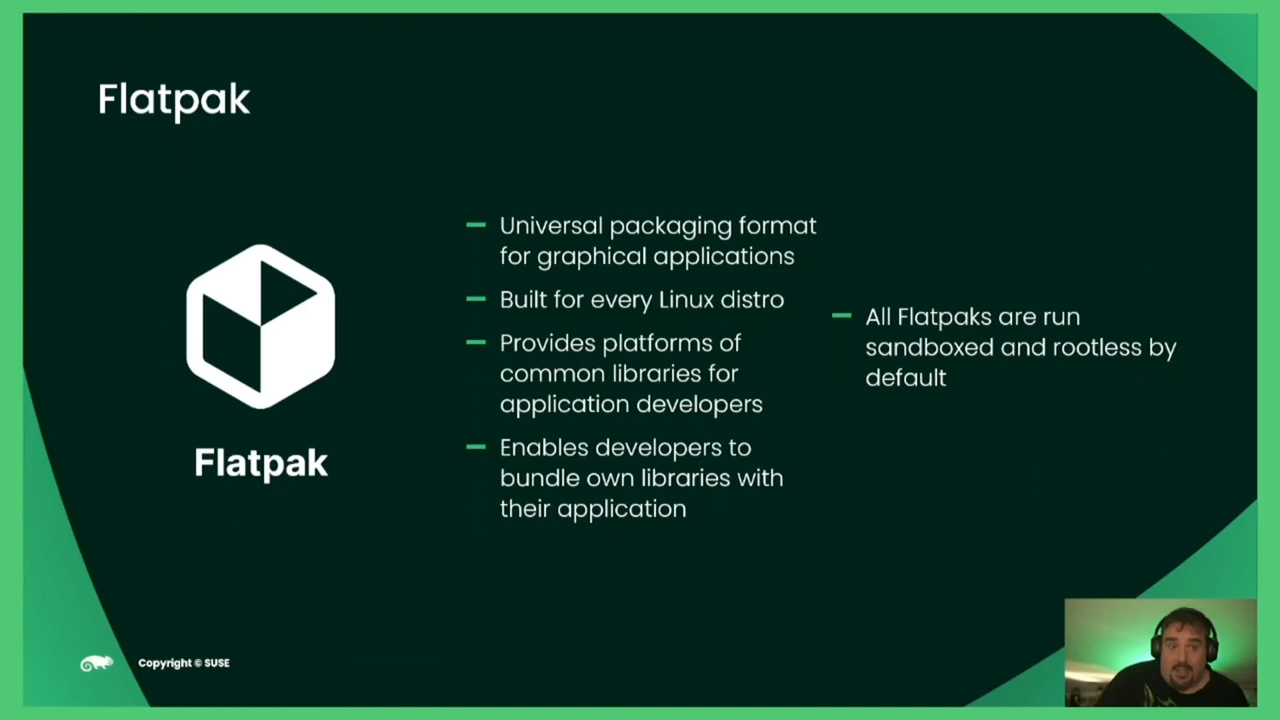 Flatpak
Flatpak
Universal packaging format
for graphical applications
Built for every Linux distro
Provides platforms of
common libraries for
application developers
Enables developers to
bundle own libraries with
their application
All Flatpaks are run
sandboxed and rootless by
default
Copyright © SUSE